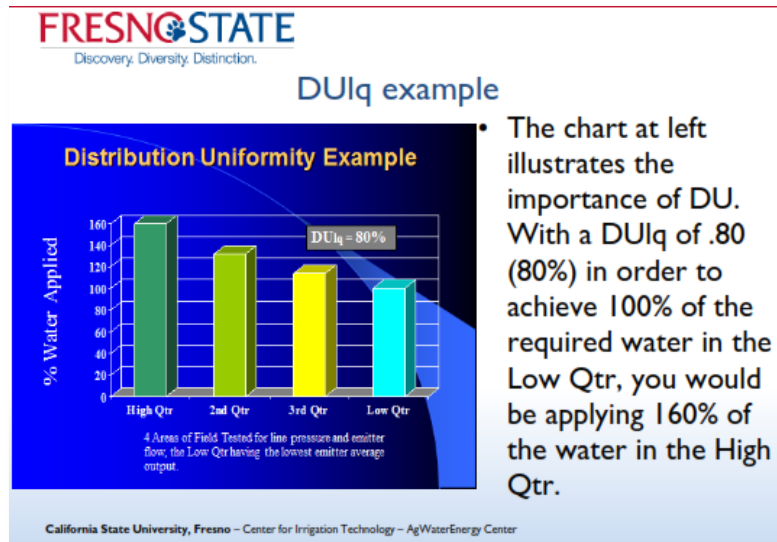 FRESNO STATE
Discovery. Diversity. Distinction.
DUlq example
Distribution Uniformity Example
% Water Applied
160
140
120
100
80
60
40
20
0
DUlq = 80%
High Qtr 2nd Qtr 3rd Qtr Low Qtr
4 Areas of Field Tested for line pressure and emitter
flow, the Low Qtr having the lowest emitter average
output.
• The chart at left
illustrates the
importance of DU.
With a DUlq of .80
(80%) in order to
achieve 100% of the
required water in the
Low Qtr, you would
be applying 160% of
the water in the High
Qtr.
California State University, Fresno – Center for Irrigation Technology – AgWaterEnergy Center